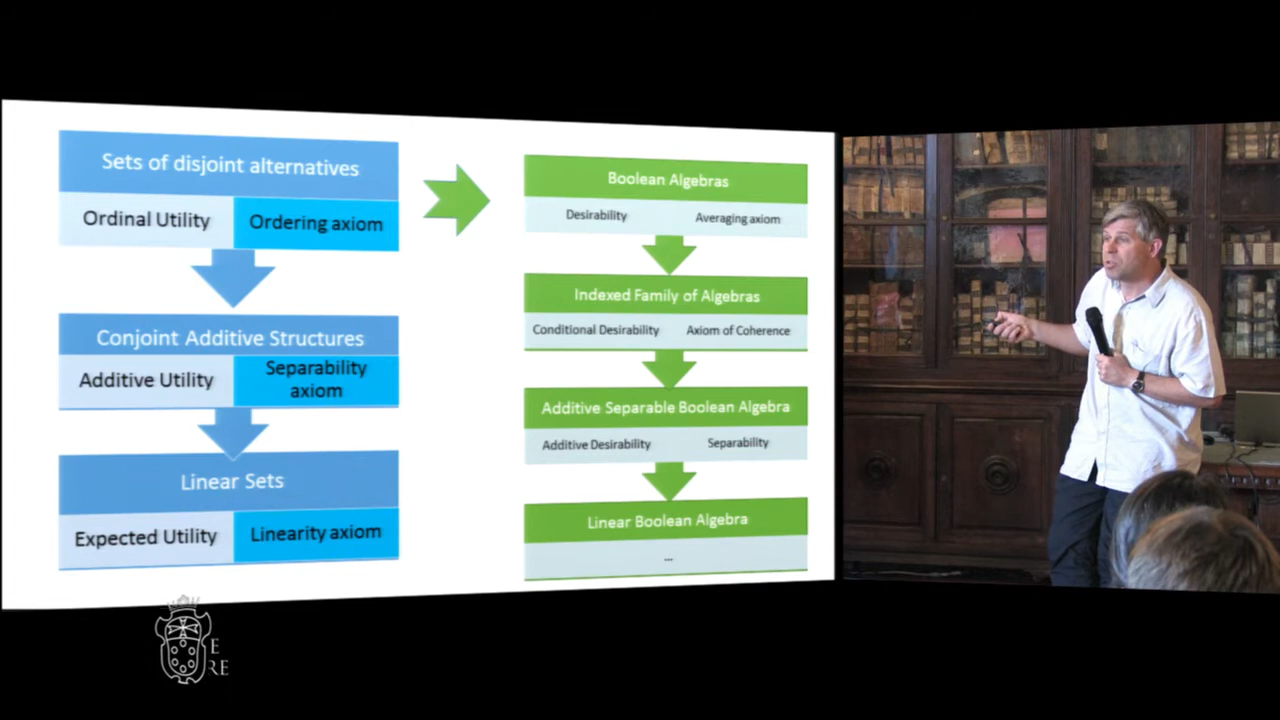 Sets of disjoint alternatives
Ordinal Utility
Ordering axiom
Conjoint Additive Structures
Additive Utility
Separability
axiom
Linear Sets
Expected Utility
Linearity axiom
Boolean Algebras
Desirability
Averaging axiom
Indexed Family of Algebras
Conditional Desirability
Axiom of Coherence
Additive Separable Boolean Algebra
Additive Desirability
Separability
Linear Boolean Algebra
...
E
RE